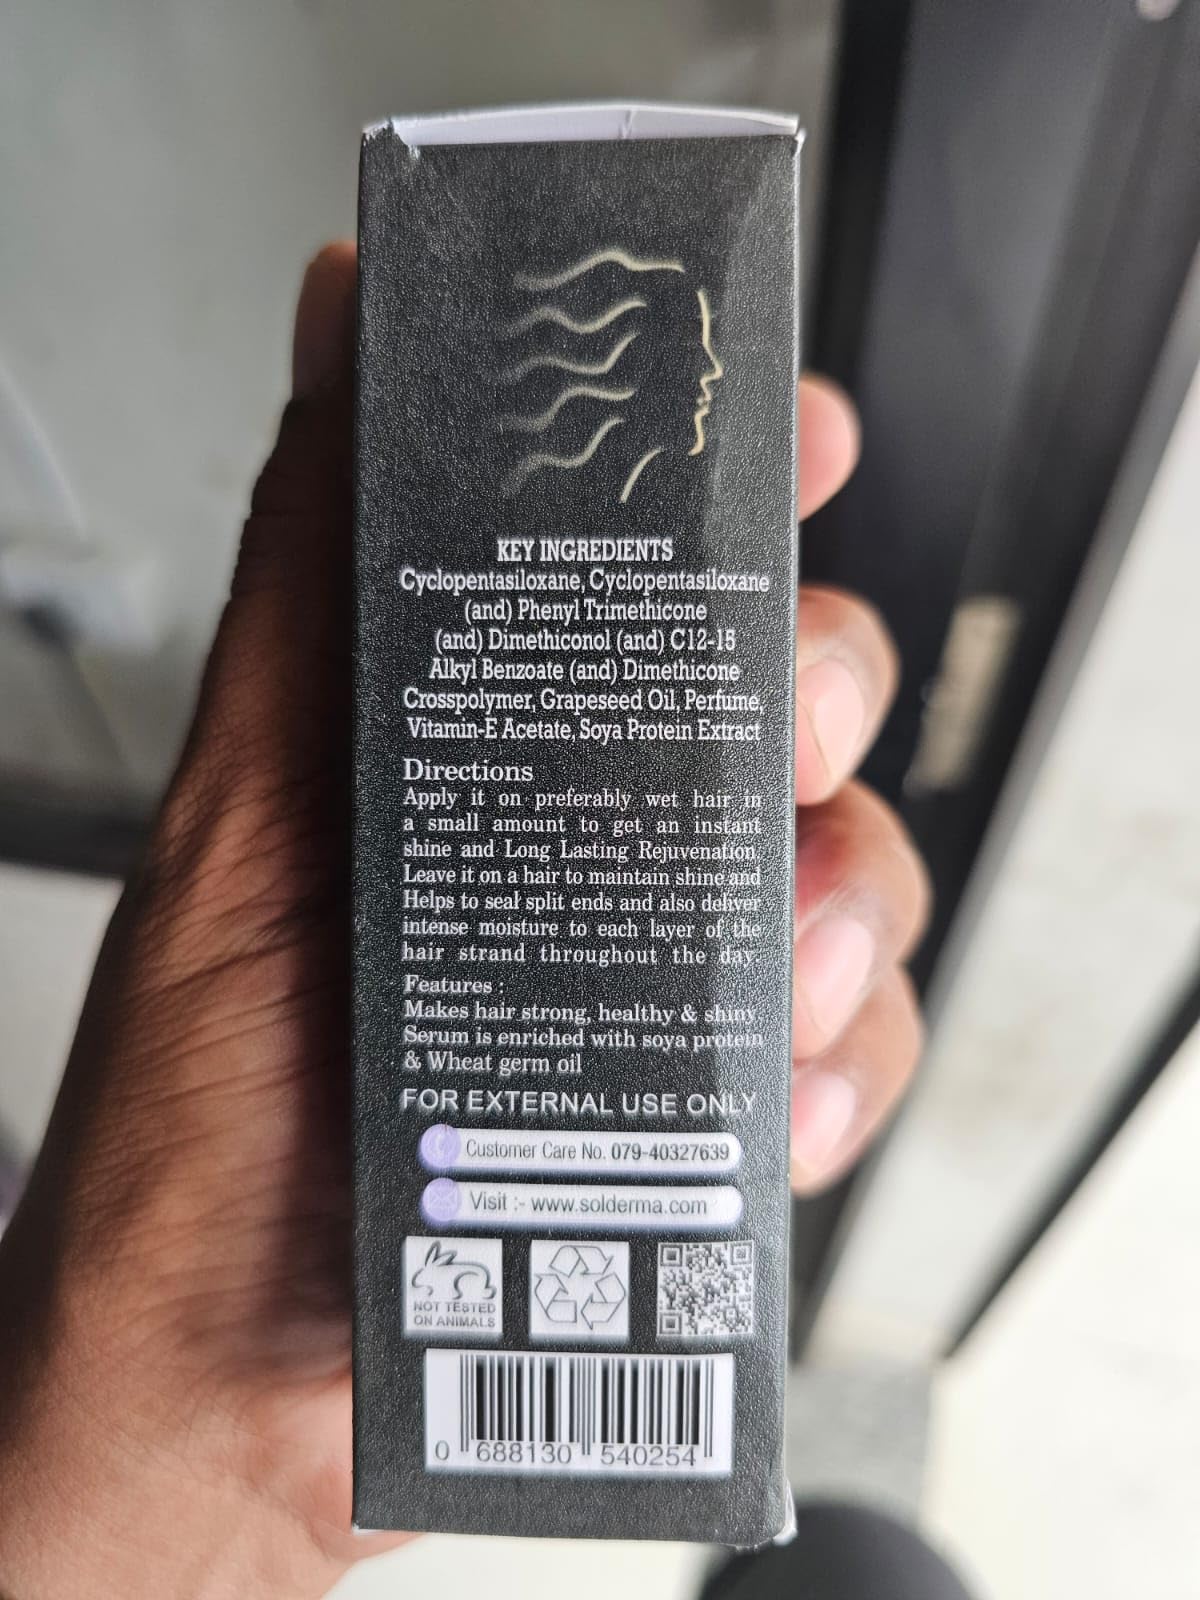 KEY INGREDIENTS
Cyclopentasiloxane, Cyclopentasiloxane
(and) Phenyl Trimethicone
(and) Dimethiconol (and) C12-15
Alkyl Benzoate (and) Dimethicone
Crosspolymer, Grapeseed Oil, Perfume,
Vitamin-E Acetate, Soya Protein Extract
Directions
Apply it on preferably wet hair in
a small amount to get an instant
shine and Long Lasting Rejuvenation.
Leave it on a hair to maintain shine and
Helps to seal split ends and also deliver
intense moisture to each layer of the
hair strand throughout the day.
Features :
Makes hair strong, healthy & shiny
Serum is enriched with soya protein
& Wheat germ oil
FOR EXTERNAL USE ONLY
Customer Care No. 079-40327639
Visit :- www.solderma.com
NOT TESTED
ON ANIMALS
0 688130 540254